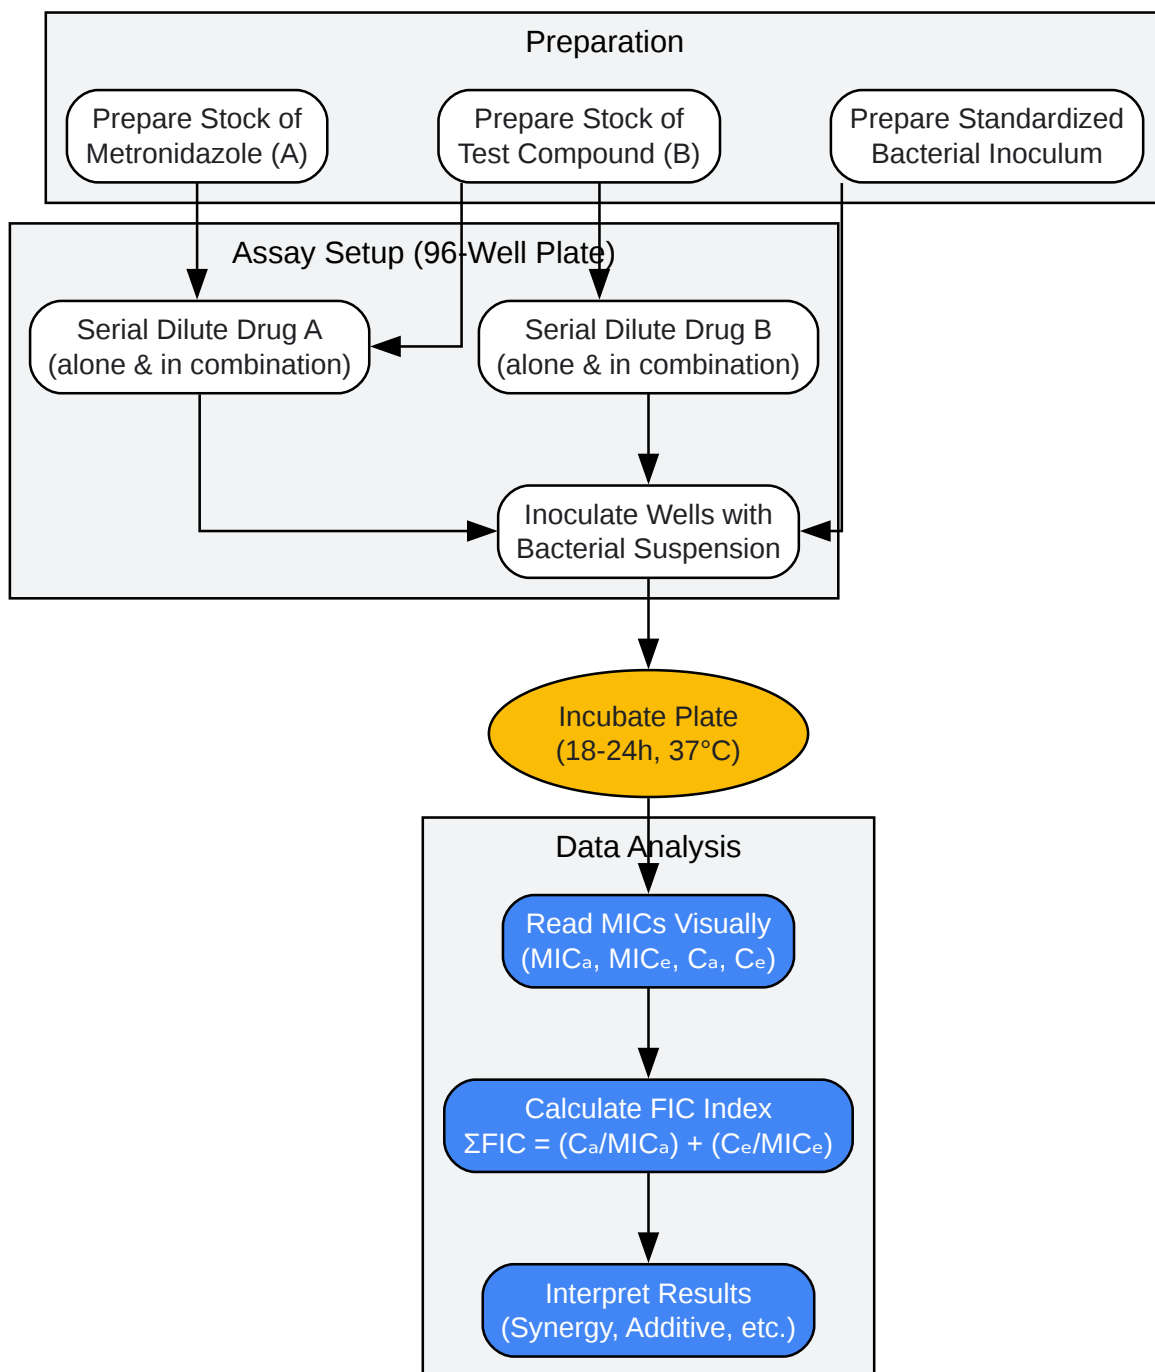 Preparation
Prepare Stock of
Metronidazole (A)
Prepare Stock of
Test Compound (B)
Prepare Standardized
Bacterial Inoculum
Assay Setup (96-Well Plate)
Serial Dilute Drug A
(alone & in combination)
Serial Dilute Drug B
(alone & in combination)
Inoculate Wells with
Bacterial Suspension
Incubate Plate
(18-24h, 37°C)
Data Analysis
Read MICs Visually
(MICₐ, MICₑ, Cₐ, Cₑ)
Calculate FIC Index
ΣFIC = (Cₐ/MICₐ) + (Cₑ/MICₑ)
Interpret Results
(Synergy, Additive, etc.)